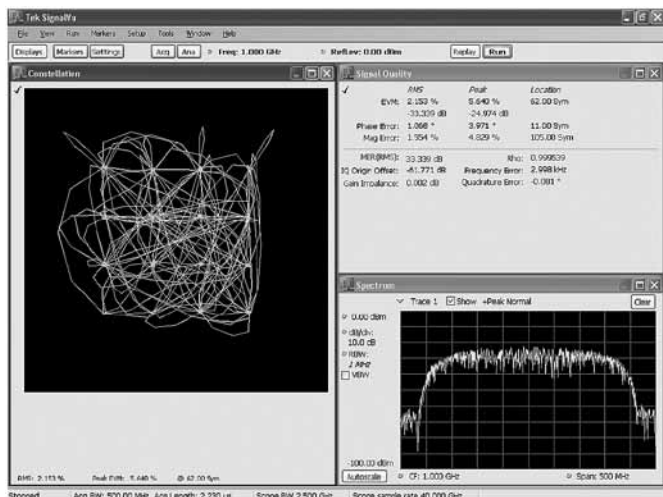 Tek SignalVu
File View Run Markers Setup Tools Window Help
Displays Markers Settings Acq Ana Freq: 1.000 GHz RefLev: 0.00 dBm Replay Run
Constellation
Signal Quality
RMS Peak Location
EVM: 2.153 % 5.640 % 62.00 Sym
-33.339 dB -24.974 dB
Phase Error: 1.068 ° 3.971 ° 11.00 Sym
Mag Error: 1.554 % 4.829 % 105.00 Sym
MER(RMS): 33.339 dB Rho: 0.999539
IQ Origin Offset: -61.771 dB Frequency Error: 2.998 kHz
Gain Imbalance: 0.002 dB Quadrature Error: -0.081 °
Spectrum
Trace 1 Show +Peak Normal Clear
0.00 dBm
dB/div:
10.0 dB
RBW:
1 MHz
VBW:
-100.00 dBm
Autoscale CF: 1.000 GHz Span: 500 MHz
RMS: 2.153 % Peak EVM: 5.640 % @ 62.00 Sym
Stopped Acq BW: 500.00 MHz, Acq Length: 2.230 us Scope BW 2.500 GHz Scope sample rate 40.000 GHz